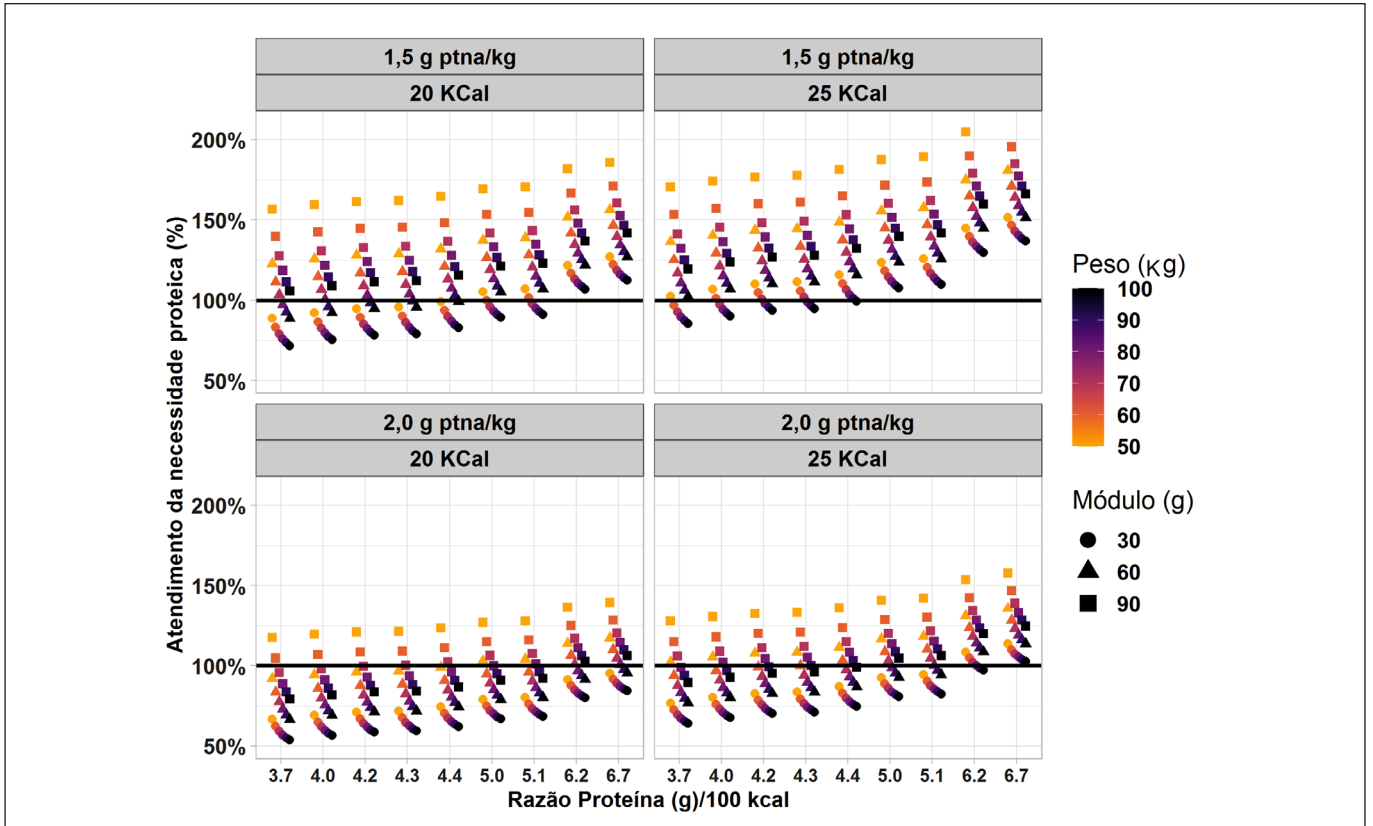 1,5 g ptna/kg
20 KCal
1,5 g ptna/kg
25 KCal
200%
150%
100%
50%
2,0 g ptna/kg
20 KCal
2,0 g ptna/kg
25 KCal
200%
150%
100%
50%
3.7 4.0 4.2 4.3 4.4 5.0 5.1 6.2 6.7
3.7 4.0 4.2 4.3 4.4 5.0 5.1 6.2 6.7
Atendimento da necessidade proteica (%)
Razão Proteína (g)/100 kcal
Peso (Kg)
100
90
80
70
60
50
Módulo (g)
30
60
90